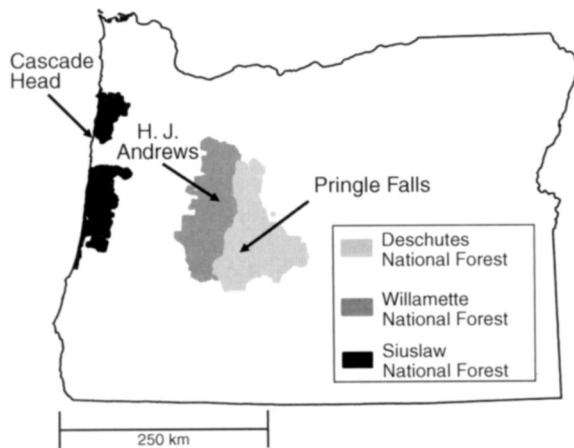 Cascade
Head
H. J.
Andrews
Pringle Falls
Deschutes
National Forest
Willamette
National Forest
Siuslaw
National Forest
250 km